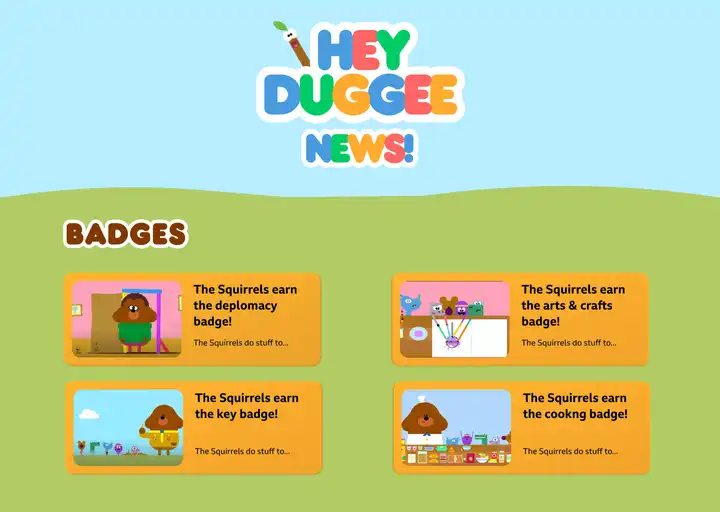 HEY
DUGGEE
NEWS!
BADGES
The Squirrels earn
the deplomacy
badge!
The Squirrels do stuff to...
The Squirrels earn
the arts & crafts
badge!
The Squirrels do stuff to...
The Squirrels earn
the key badge!
The Squirrels do stuff to...
The Squirrels earn
the cookng badge!
The Squirrels do stuff to...